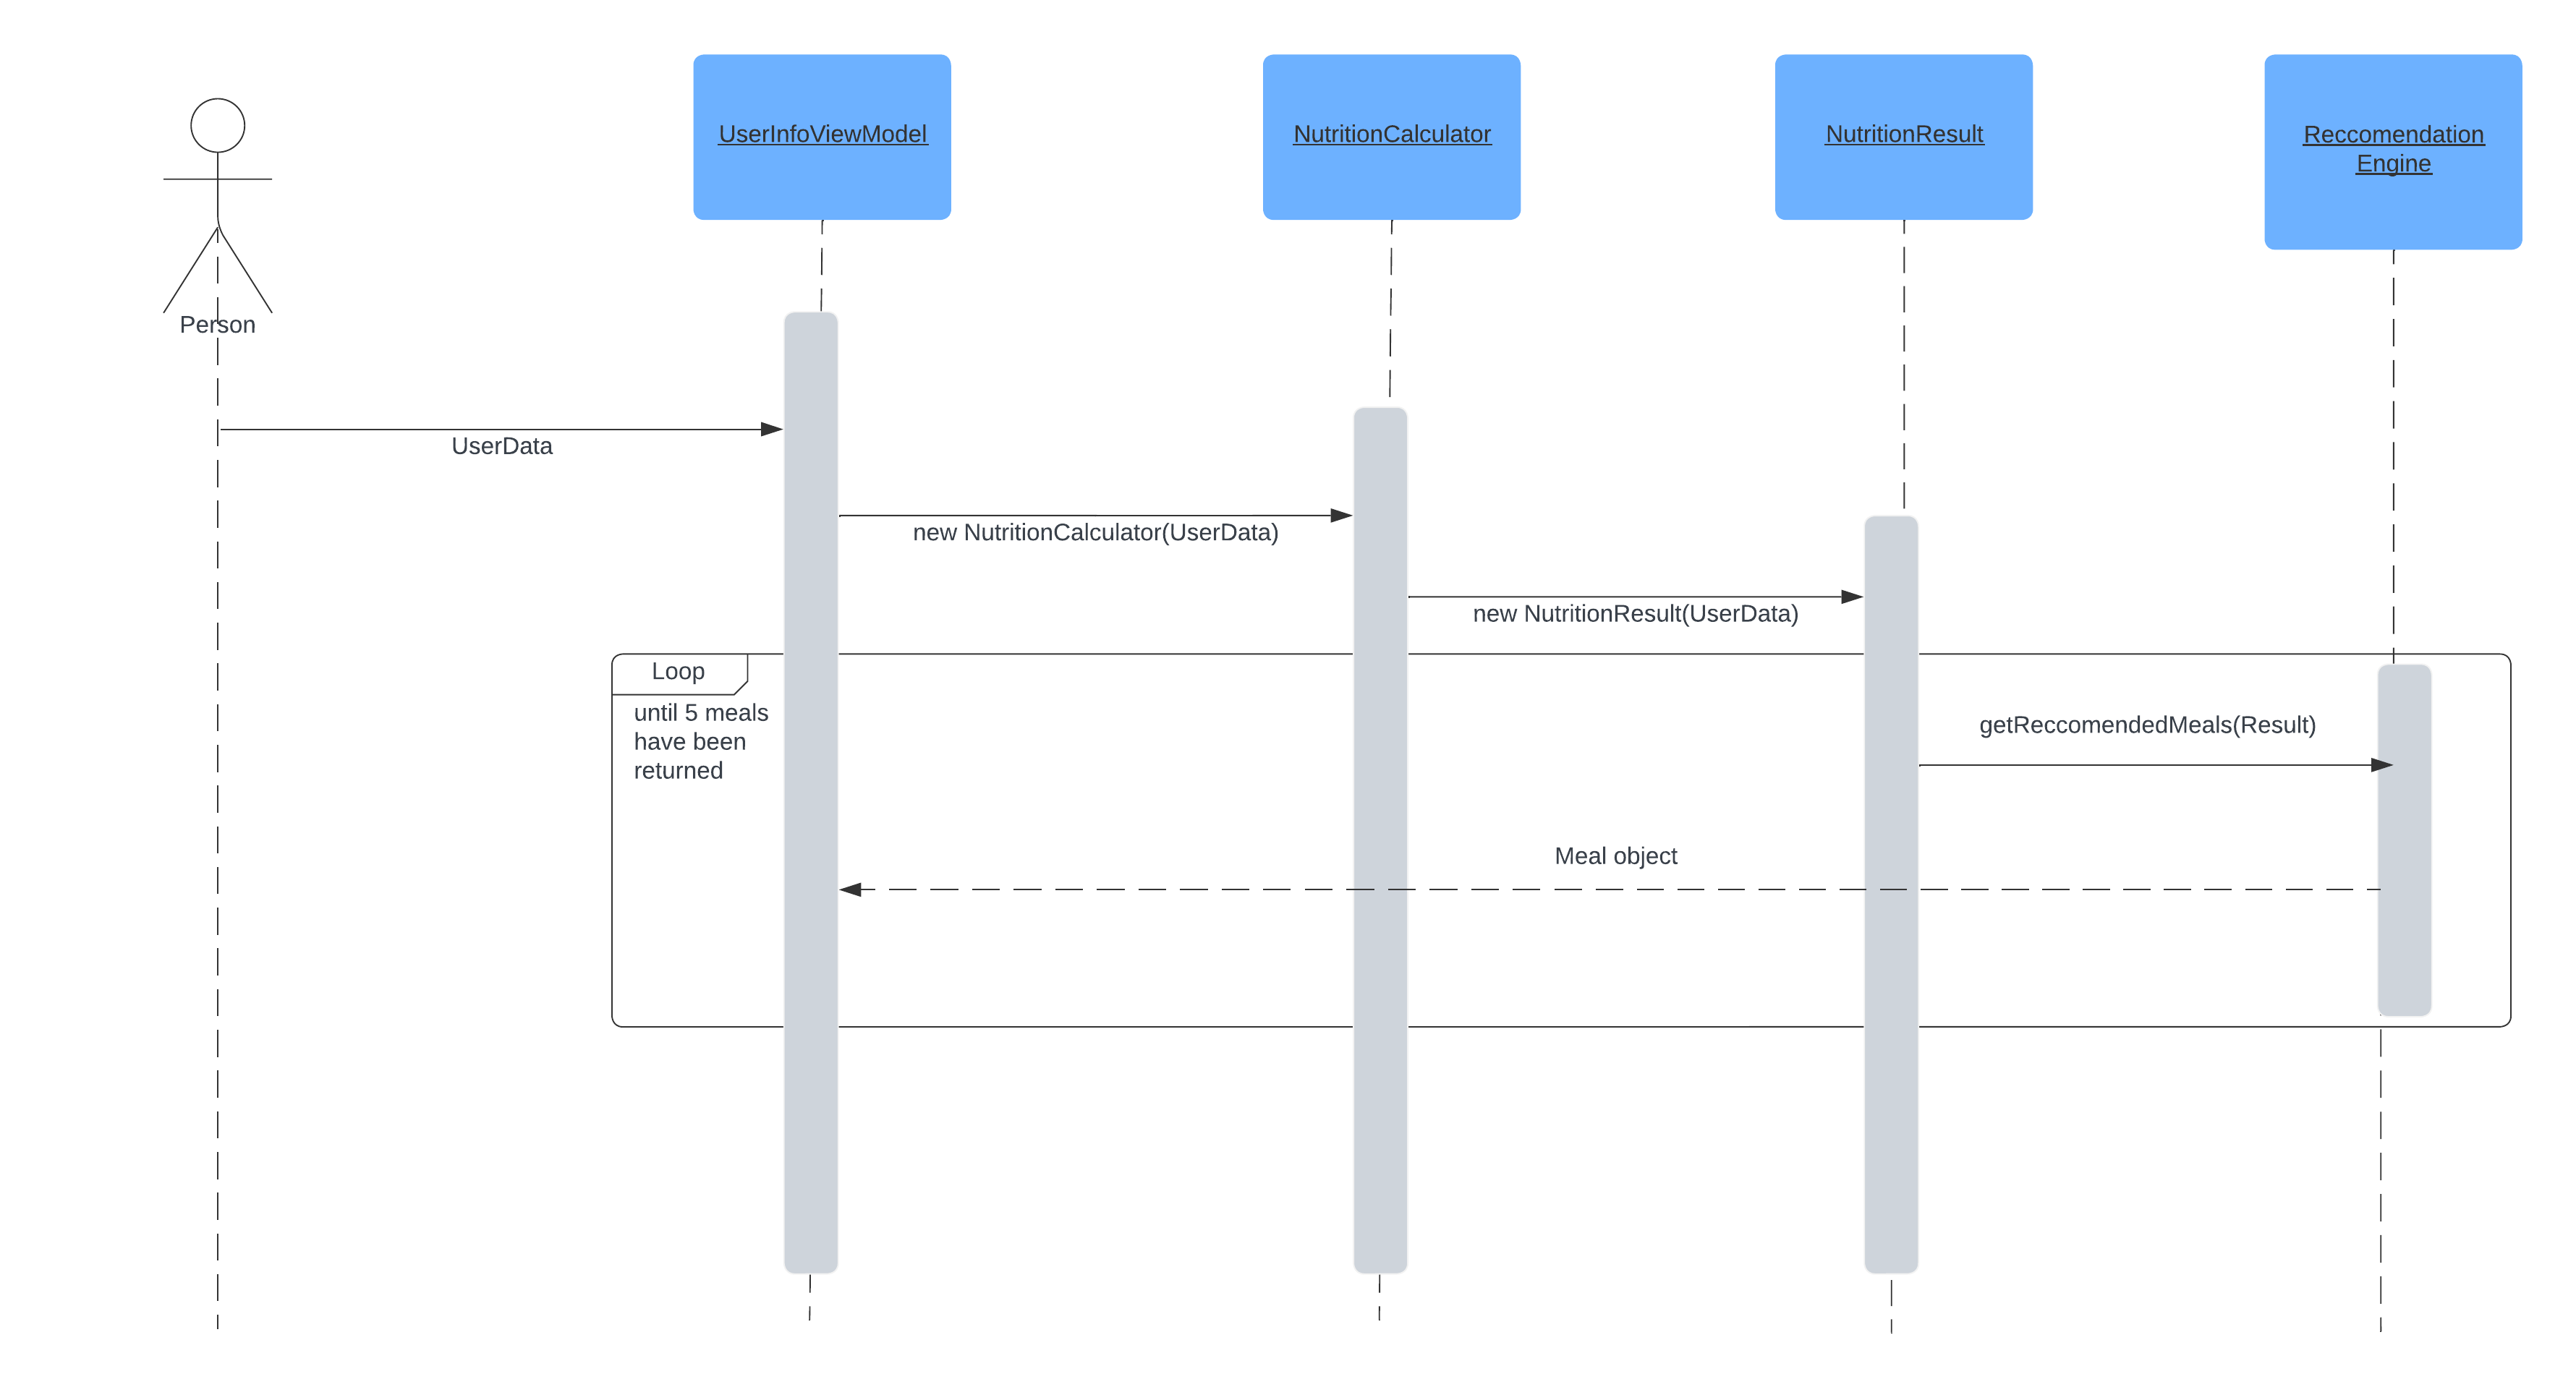 UserInfoViewModel
NutritionCalculator
NutritionResult
Reccomendation
Engine
Person
UserData
new NutritionCalculator(UserData)
new NutritionResult(UserData)
Loop
until 5 meals
have been
returned
getReccomendedMeals(Result)
Meal object